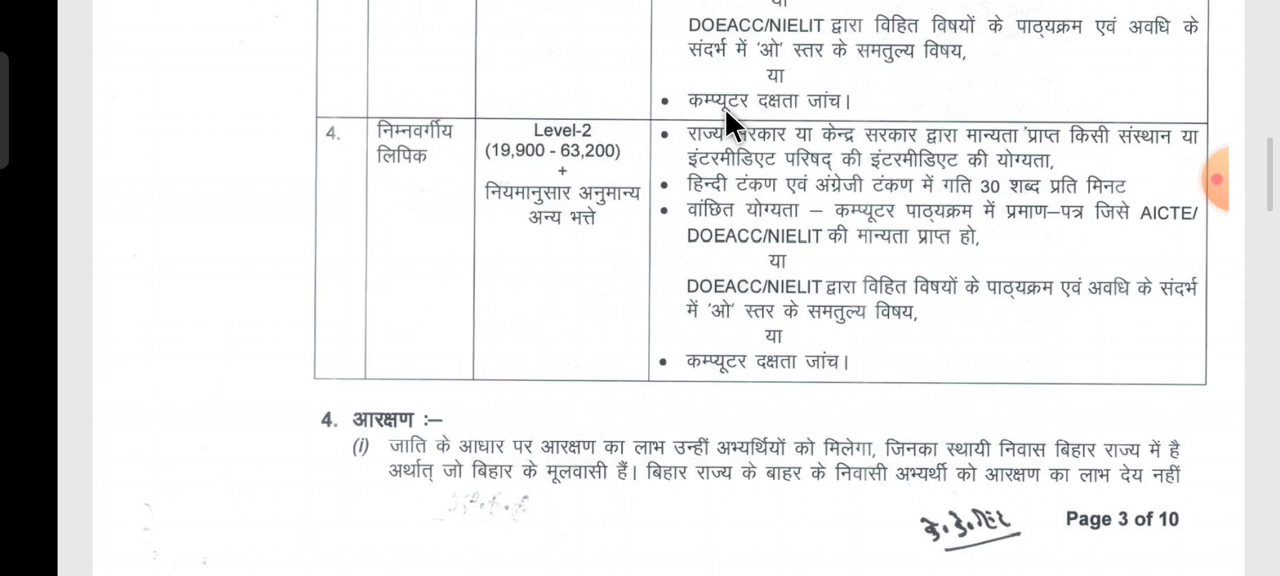 या
DOEACC/NIELIT द्वारा विहित विषयों के पाठ्यक्रम एवं अवधि के
संदर्भ में 'ओ' स्तर के समतुल्य विषय,
या
• कम्प्यूटर दक्षता जांच।
4.
निम्नवर्गीय
लिपिक
Level-2
(19,900 - 63,200)
+
नियमानुसार अनुमान्य
अन्य भत्ते
• राज्य सरकार या केन्द्र सरकार द्वारा मान्यता प्राप्त किसी संस्थान या
इंटरमीडिएट परिषद् की इंटरमीडिएट की योग्यता,
• हिन्दी टंकण एवं अंग्रेजी टंकण में गति 30 शब्द प्रति मिनट
• वांछित योग्यता – कम्प्यूटर पाठ्यक्रम में प्रमाण–पत्र जिसे AICTE/
DOEACC/NIELIT की मान्यता प्राप्त हो,
या
DOEACC/NIELIT द्वारा विहित विषयों के पाठ्यक्रम एवं अवधि के संदर्भ
में 'ओ' स्तर के समतुल्य विषय,
या
• कम्प्यूटर दक्षता जांच।
4. आरक्षण :–
(i) जाति के आधार पर आरक्षण का लाभ उन्हीं अभ्यर्थियों को मिलेगा, जिनका स्थायी निवास बिहार राज्य में है
अर्थात् जो बिहार के मूलवासी हैं। बिहार राज्य के बाहर के निवासी अभ्यर्थी को आरक्षण का लाभ देय नहीं
Page 3 of 10